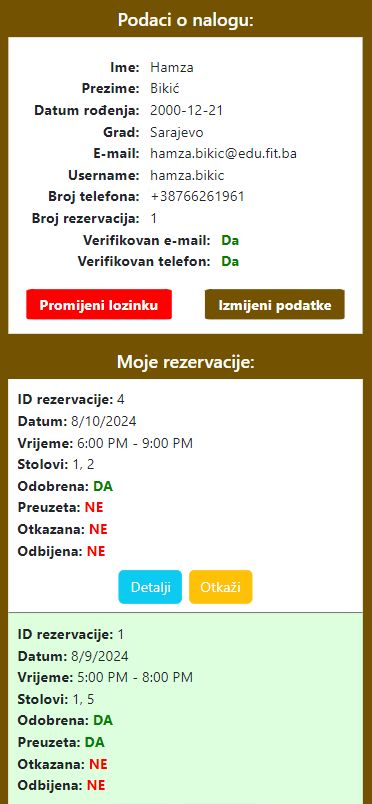 Podaci o nalogu:
Ime: Hamza
Prezime: Bikić
Datum rođenja: 2000-12-21
Grad: Sarajevo
E-mail: hamza.bikic@edu.fit.ba
Username: hamza.bikic
Broj telefona: +38766261961
Broj rezervacija: 1
Verifikovan e-mail: Da
Verifikovan telefon: Da
Promijeni lozinku Izmijeni podatke
Moje rezervacije:
ID rezervacije: 4
Datum: 8/10/2024
Vrijeme: 6:00 PM - 9:00 PM
Stolovi: 1, 2
Odobrena: DA
Preuzeta: NE
Otkazana: NE
Odbijena: NE
Detalji Otkaži
ID rezervacije: 1
Datum: 8/9/2024
Vrijeme: 5:00 PM - 8:00 PM
Stolovi: 1, 5
Odobrena: DA
Preuzeta: DA
Otkazana: NE
Odbijena: NE